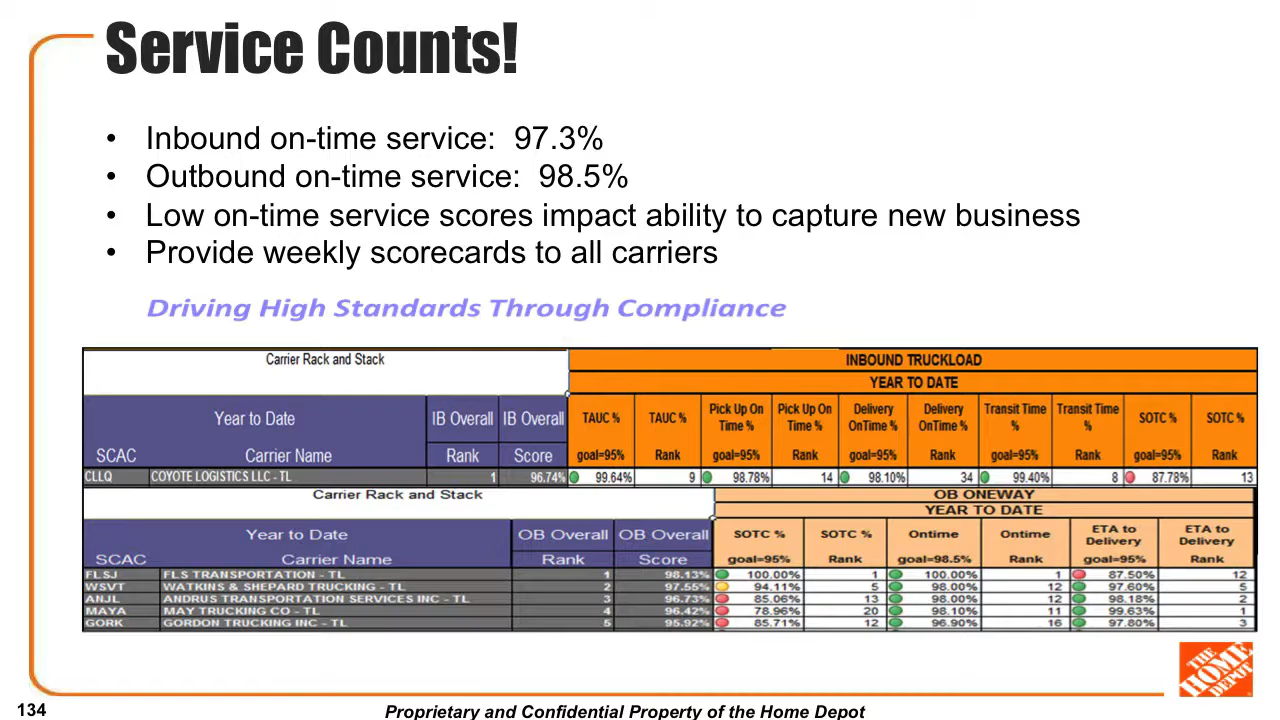 Service Counts!
• Inbound on-time service: 97.3%
• Outbound on-time service: 98.5%
• Low on-time service scores impact ability to capture new business
• Provide weekly scorecards to all carriers
Driving High Standards Through Compliance
Carrier Rack and Stack INBOUND TRUCKLOAD
YEAR TO DATE
Year to Date IB Overall IB Overall TAUC % TAUC % Pick Up On Time % Pick Up On Time % Delivery OnTime % Delivery OnTime % Transit Time % Transit Time % SOTC % SOTC %
SCAC Carrier Name Rank Score goal=95% Rank goal=95% Rank goal=95% Rank goal=95% Rank goal=95% Rank
CLLQ COYOTE LOGISTICS LLC - TL 1 96.74% 99.64% 9 98.78% 14 98.10% 34 99.40% 8 87.78% 13
Carrier Rack and Stack OB ONEWAY
YEAR TO DATE
Year to Date OB Overall OB Overall SOTC % SOTC % Ontime Ontime ETA to Delivery ETA to Delivery
SCAC Carrier Name Rank Score goal=95% Rank goal=98.5% Rank goal=95% Rank
FLSJ FLS TRANSPORTATION - TL 1 98.13% 100.00% 1 100.00% 1 87.50% 12
WSVT WATKINS & SHEPARD TRUCKING - TL 2 97.55% 94.11% 5 98.00% 12 97.60% 5
ANJL ANDRUS TRANSPORTATION SERVICES INC - TL 3 96.73% 85.06% 13 98.00% 12 98.18% 2
MAYA MAY TRUCKING CO - TL 4 96.42% 78.96% 20 98.10% 11 99.63% 1
GORK GORDON TRUCKING INC - TL 5 95.92% 85.71% 12 96.90% 16 97.80% 3
THE HOME DEPOT
134 Proprietary and Confidential Property of the Home Depot